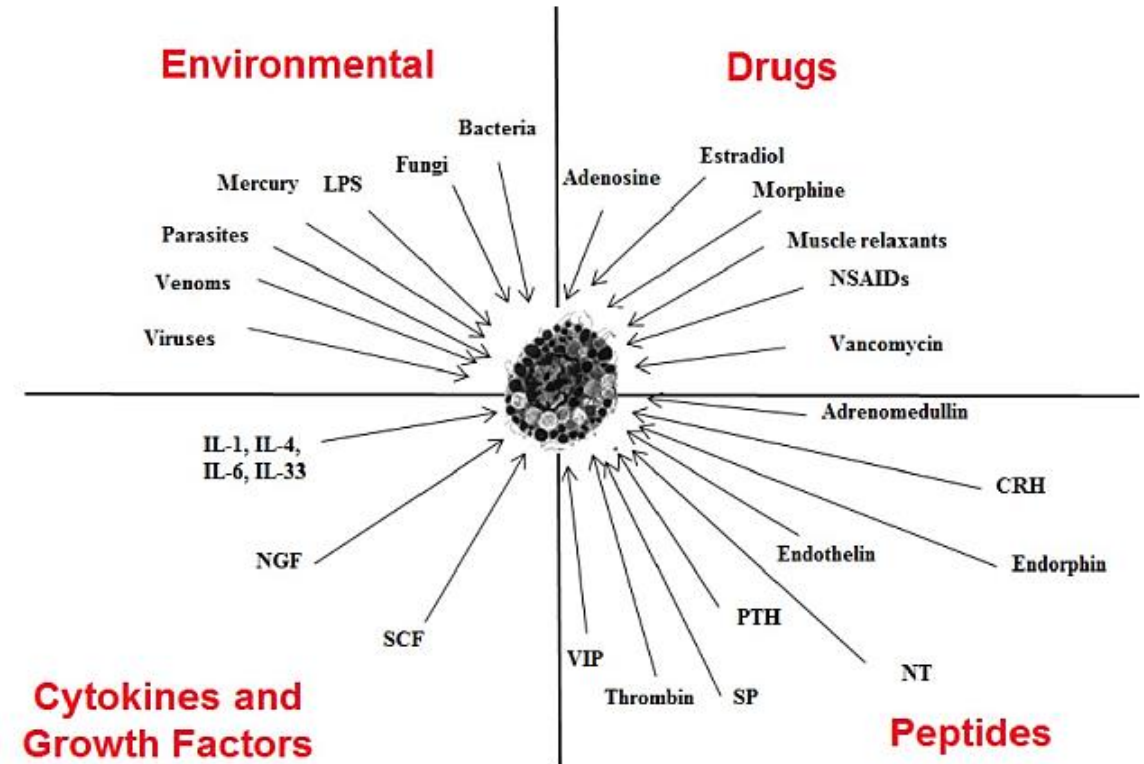 Environmental
Drugs
Bacteria
Fungi
LPS
Mercury
Parasites
Venoms
Viruses
Adenosine
Estradiol
Morphine
Muscle relaxants
NSAIDs
Vancomycin
IL-1, IL-4,
IL-6, IL-33
NGF
SCF
Adrenomedullin
CRH
Endorphin
Endothelin
NT
PTH
SP
Thrombin
VIP
Cytokines and
Growth Factors
Peptides